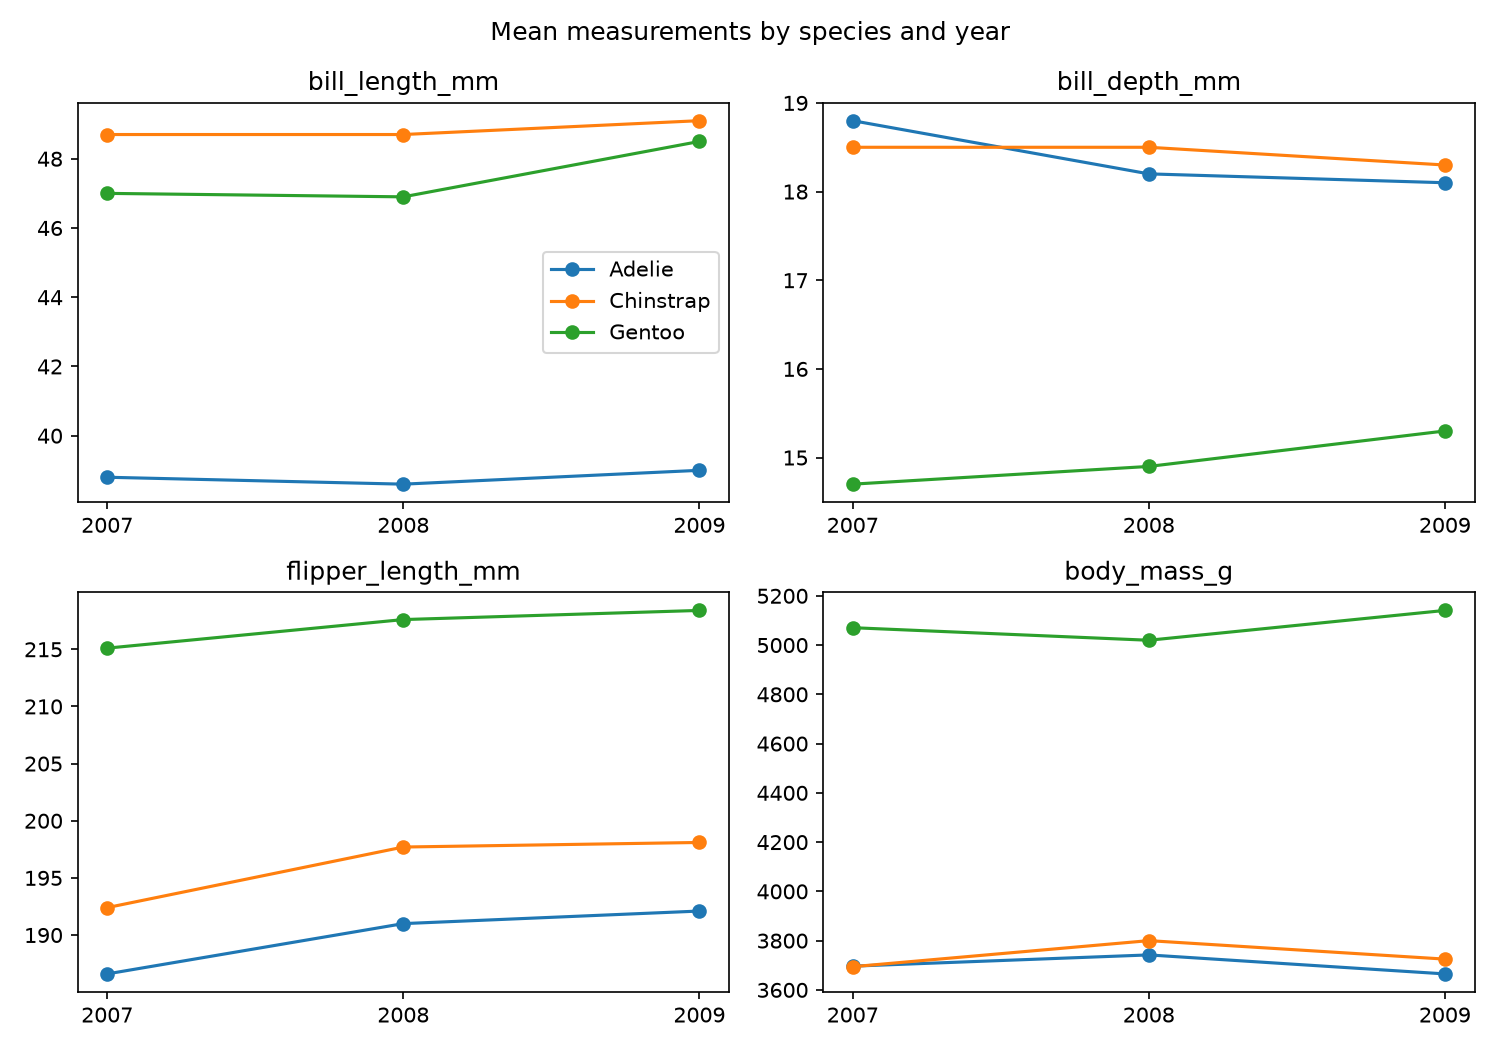 Mean measurements by species and year
bill_length_mm
48
46
44
42
40
2007 2008 2009
Adelie
Chinstrap
Gentoo
bill_depth_mm
19
18
17
16
15
2007 2008 2009
flipper_length_mm
215
210
205
200
195
190
2007 2008 2009
body_mass_g
5200
5000
4800
4600
4400
4200
4000
3800
3600
2007 2008 2009